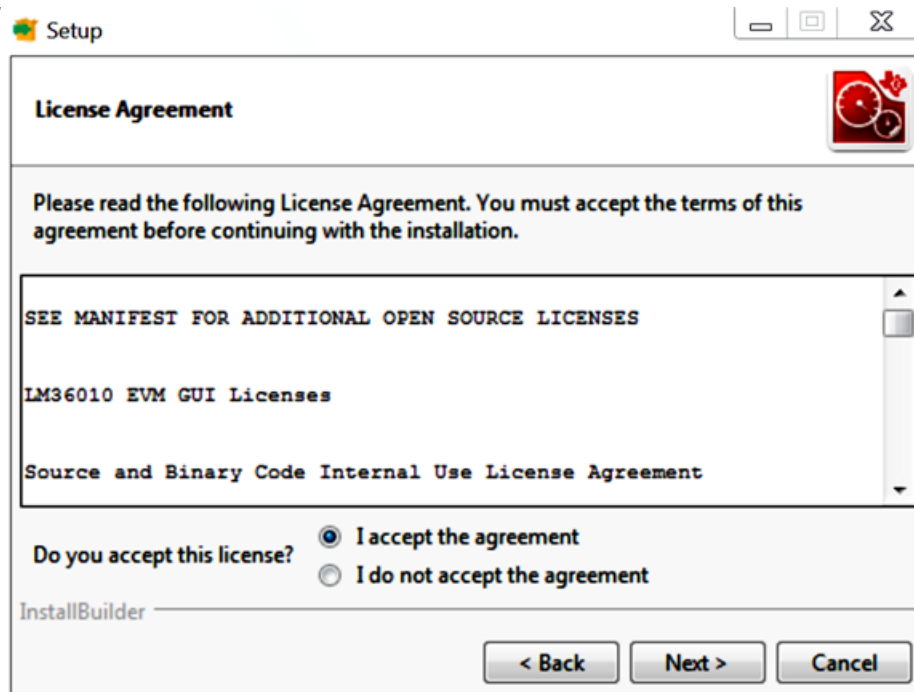 Setup
License Agreement
Please read the following License Agreement. You must accept the terms of this
agreement before continuing with the installation.
SEE MANIFEST FOR ADDITIONAL OPEN SOURCE LICENSES
LM36010 EVM GUI Licenses
Source and Binary Code Internal Use License Agreement
Do you accept this license?
I accept the agreement
I do not accept the agreement
InstallBuilder
< Back
Next >
Cancel